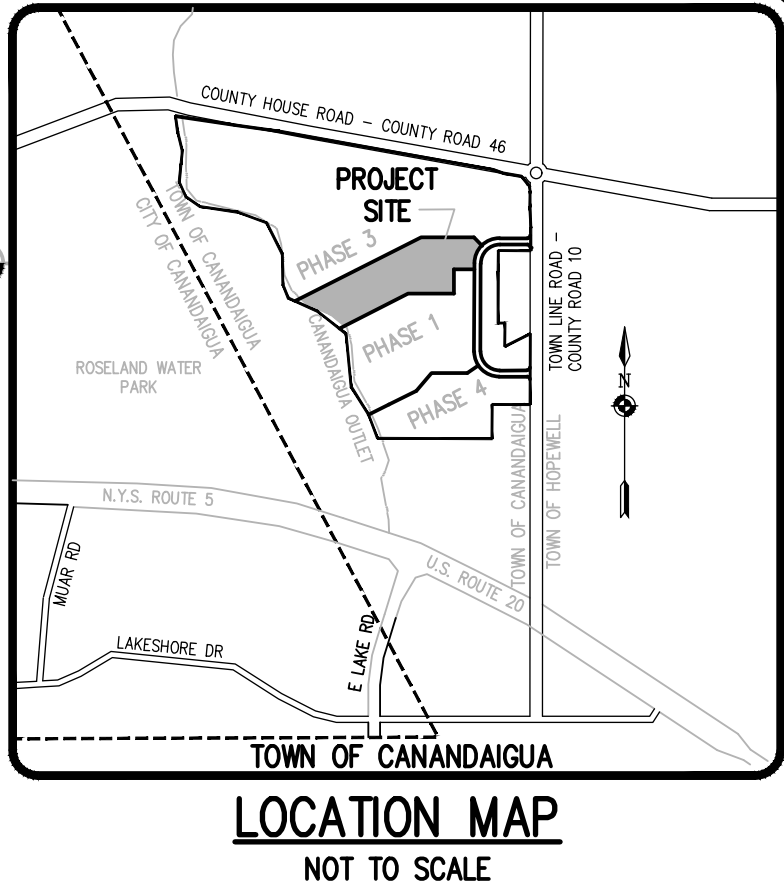 COUNTY HOUSE ROAD - COUNTY ROAD 46
PROJECT
SITE
TOWN OF CANANDAIGUA
CITY OF CANANDAIGUA
PHASE 3
TOWN LINE ROAD -
COUNTY ROAD 10
PHASE 1
CANANDAIGUA OUTLET
ROSELAND WATER
PARK
N
PHASE 4
TOWN OF CANANDAIGUA
TOWN OF HOPEWELL
N.Y.S. ROUTE 5
U.S. ROUTE 20
MUAR RD
LAKESHORE DR
E LAKE RD
TOWN OF CANANDAIGUA
LOCATION MAP
NOT TO SCALE